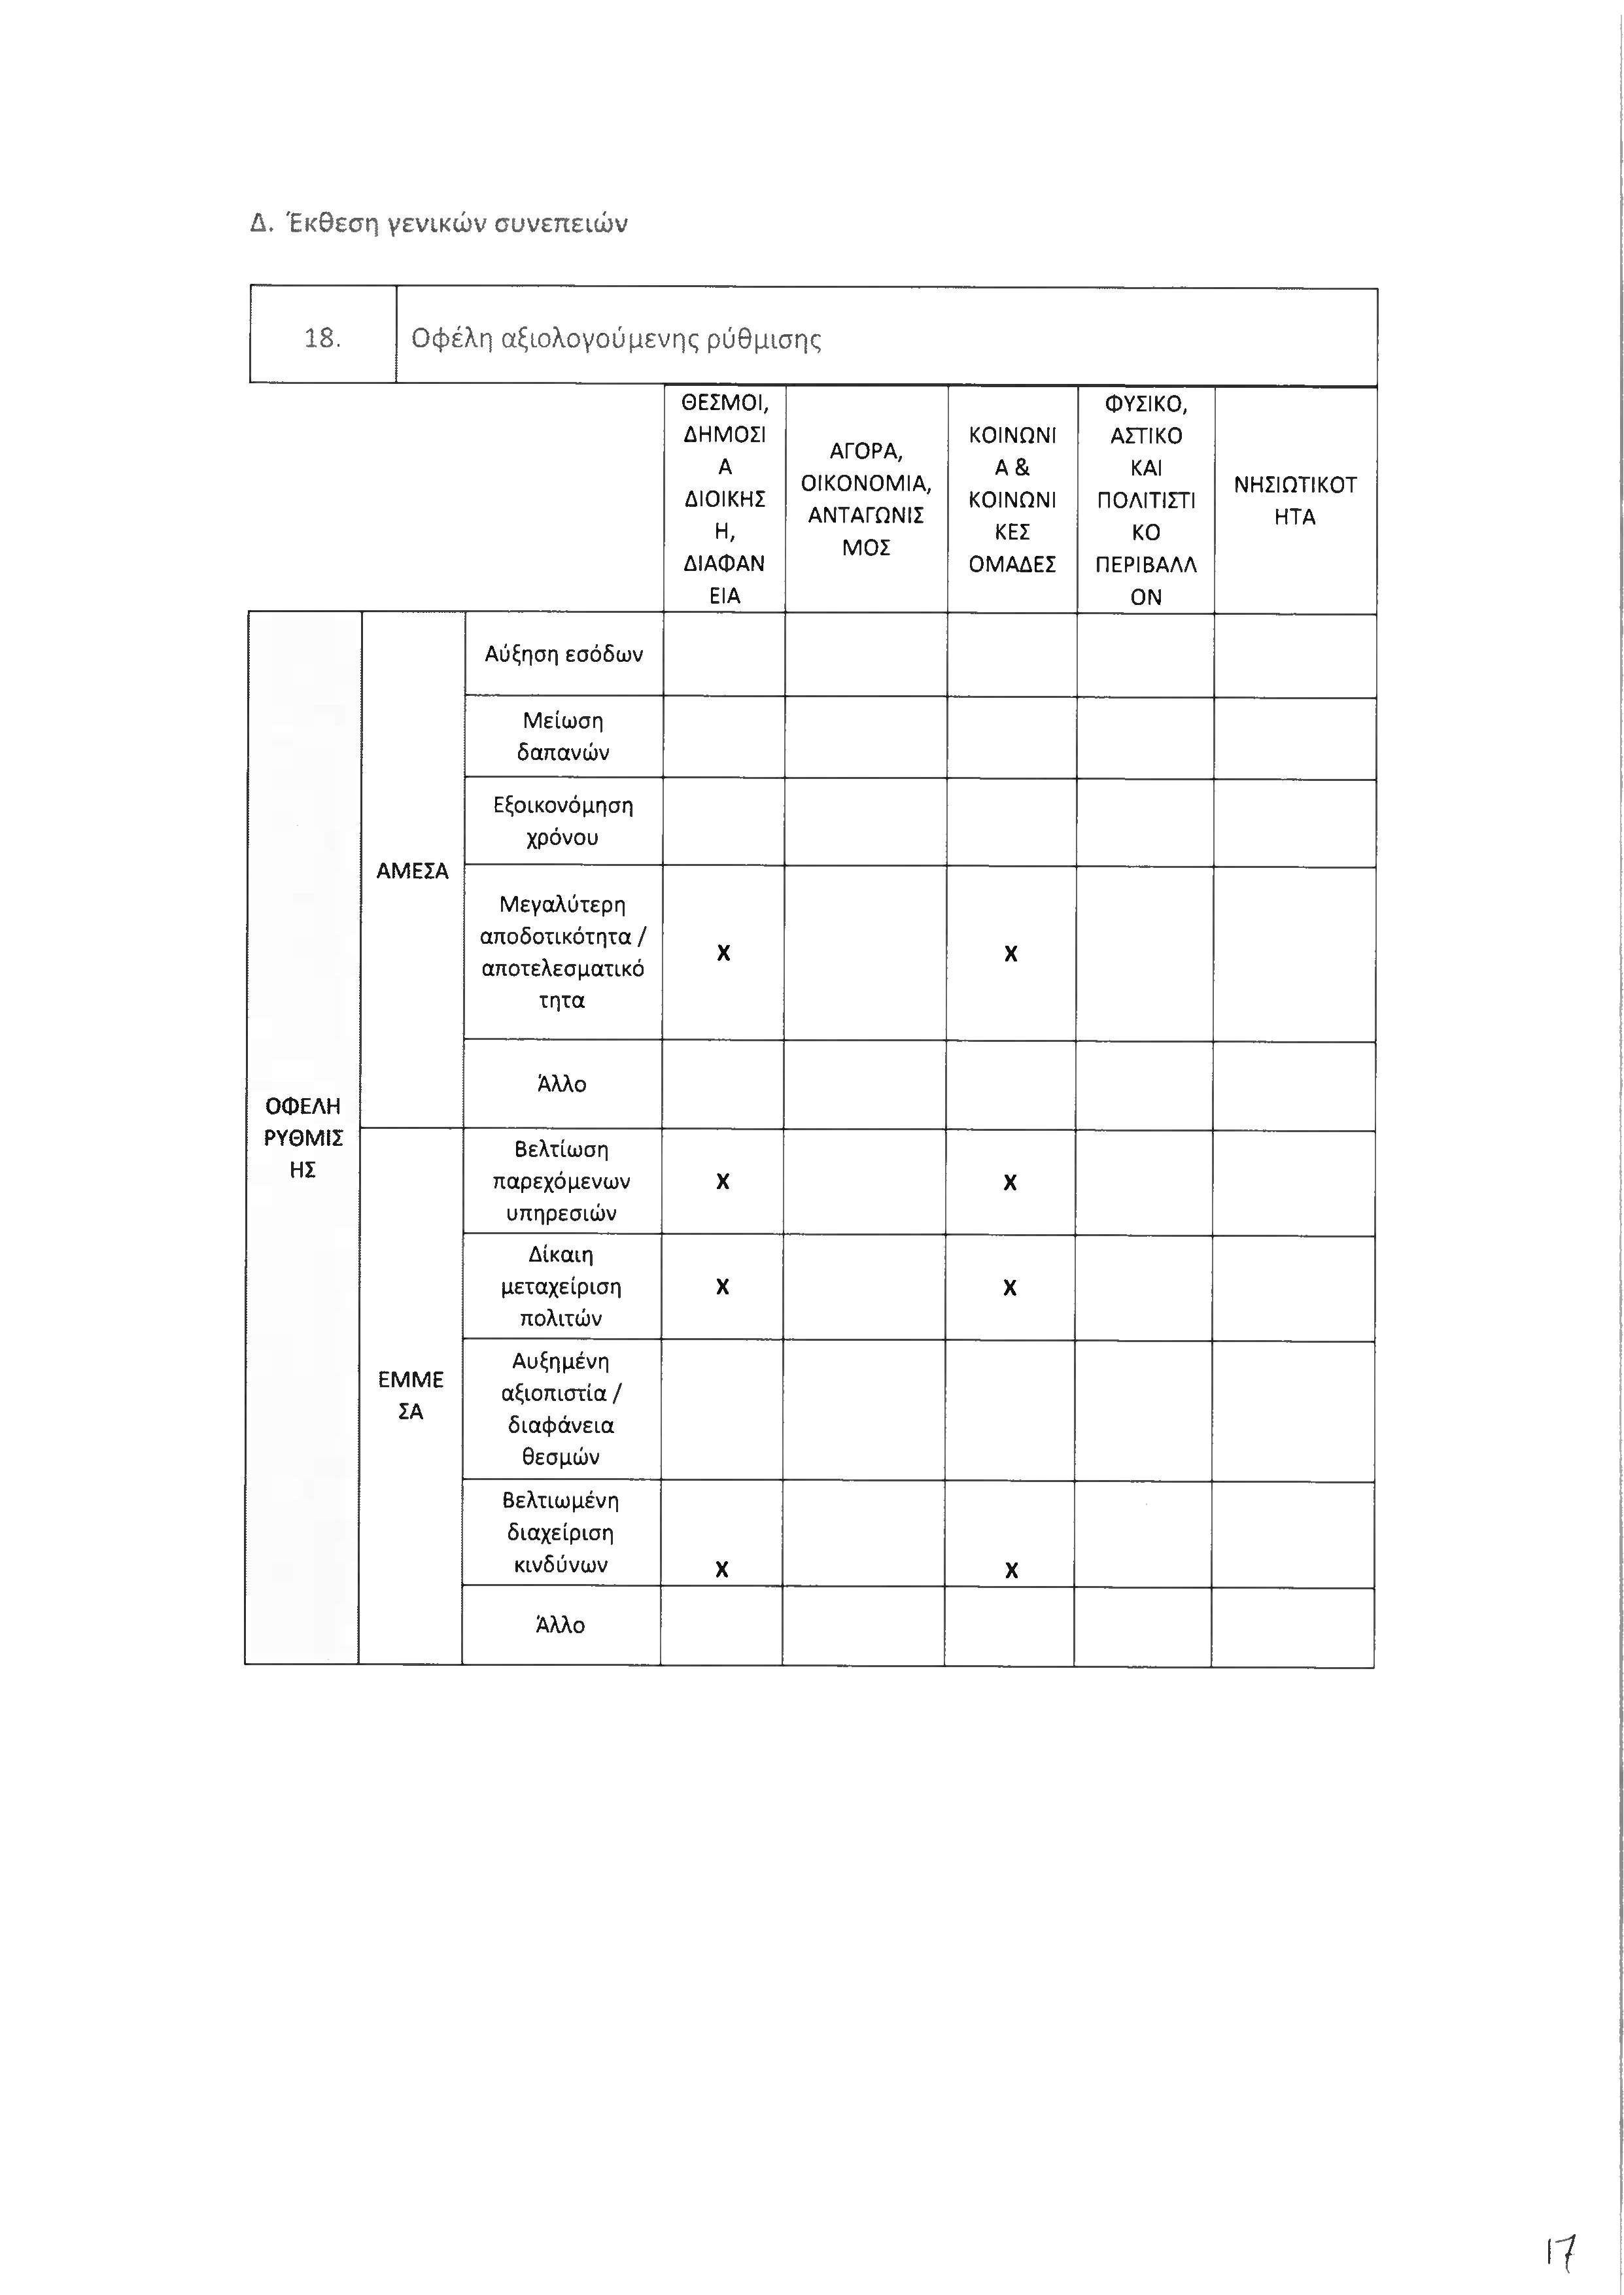 Δ. Έκθεση γενικών συνεπειών
18.
Οφέλη αξιολογούμενης ρύθμισης
ΘΕΣΜΟΙ,
ΔΗΜΟΣΙ
Α
ΔΙΟΙΚΗΣ
Η,
ΔΙΑΦΑΝ
ΕΙΑ
ΑΓΟΡΑ,
ΟΙΚΟΝΟΜΙΑ,
ΑΝΤΑΓΩΝΙΣ
ΜΟΣ
ΚΟΙΝΩΝΙ
Α &
ΚΟΙΝΩΝΙ
ΚΕΣ
ΟΜΑΔΕΣ
ΦΥΣΙΚΟ,
ΑΣΤΙΚΟ
ΚΑΙ
ΠΟΛΙΤΙΣΤΙ
ΚΟ
ΠΕΡΙΒΑΛΛ
ΟΝ
ΝΗΣΙΩΤΙΚΟΤ
ΗΤΑ
ΟΦΕΛΗ
ΡΥΘΜΙΣ
ΗΣ
ΑΜΕΣΑ
Αύξηση εσόδων
Μείωση
δαπανών
Εξοικονόμηση
χρόνου
Μεγαλύτερη
αποδοτικότητα /
αποτελεσματικό
τητα
Χ
Χ
Άλλο
ΕΜΜΕ
ΣΑ
Βελτίωση
παρεχόμενων
υπηρεσιών
Χ
Χ
Δίκαιη
μεταχείριση
πολιτών
Χ
Χ
Αυξημένη
αξιοπιστία /
διαφάνεια
θεσμών
Βελτιωμένη
διαχείριση
κινδύνων
Χ
Χ
Άλλο
17